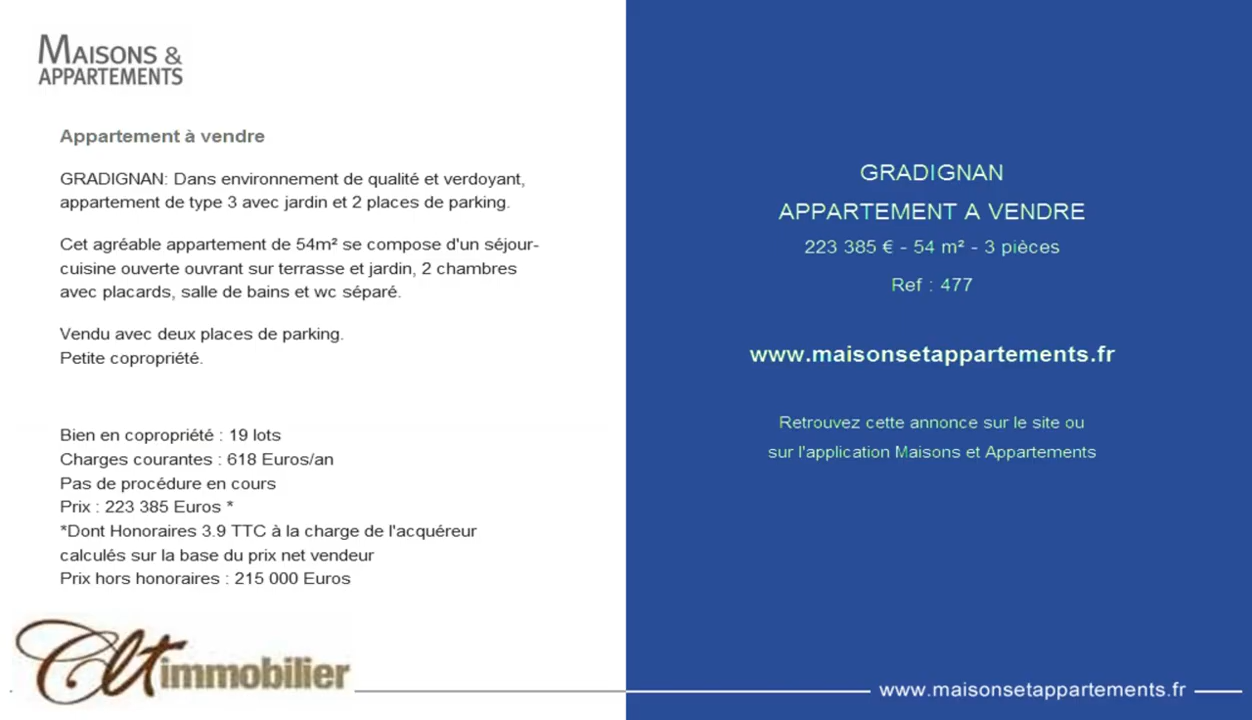 MAISONS &
APPARTEMENTS
Appartement à vendre
GRADIGNAN: Dans environnement de qualité et verdoyant,
appartement de type 3 avec jardin et 2 places de parking.
Cet agréable appartement de 54m² se compose d'un séjour-
cuisine ouverte ouvrant sur terrasse et jardin, 2 chambres
avec placards, salle de bains et wc séparé.
Vendu avec deux places de parking.
Petite copropriété.
Bien en copropriété : 19 lots
Charges courantes : 618 Euros/an
Pas de procédure en cours
Prix : 223 385 Euros *
*Dont Honoraires 3.9 TTC à la charge de l'acquéreur
calculés sur la base du prix net vendeur
Prix hors honoraires : 215 000 Euros
Clt immobilier
GRADIGNAN
APPARTEMENT A VENDRE
223 385 € - 54 m² - 3 pièces
Ref : 477
www.maisonsetappartements.fr
Retrouvez cette annonce sur le site ou
sur l'application Maisons et Appartements
www.maisonsetappartements.fr